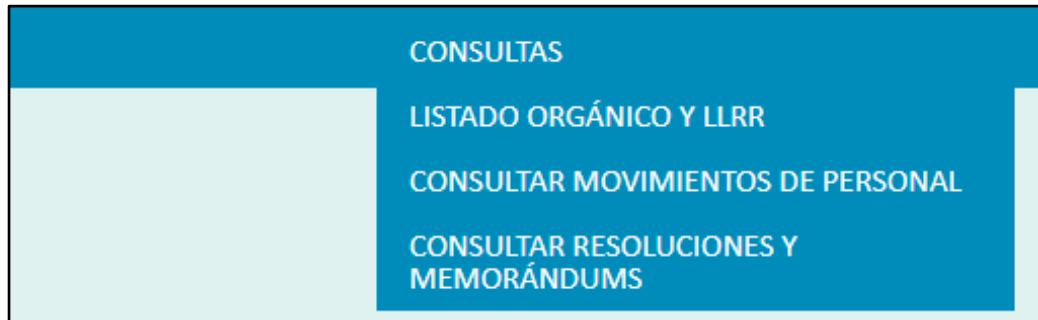 CONSULTAS
LISTADO ORGÁNICO Y LLRR
CONSULTAR MOVIMIENTOS DE PERSONAL
CONSULTAR RESOLUCIONES Y
MEMORÁNDUMS